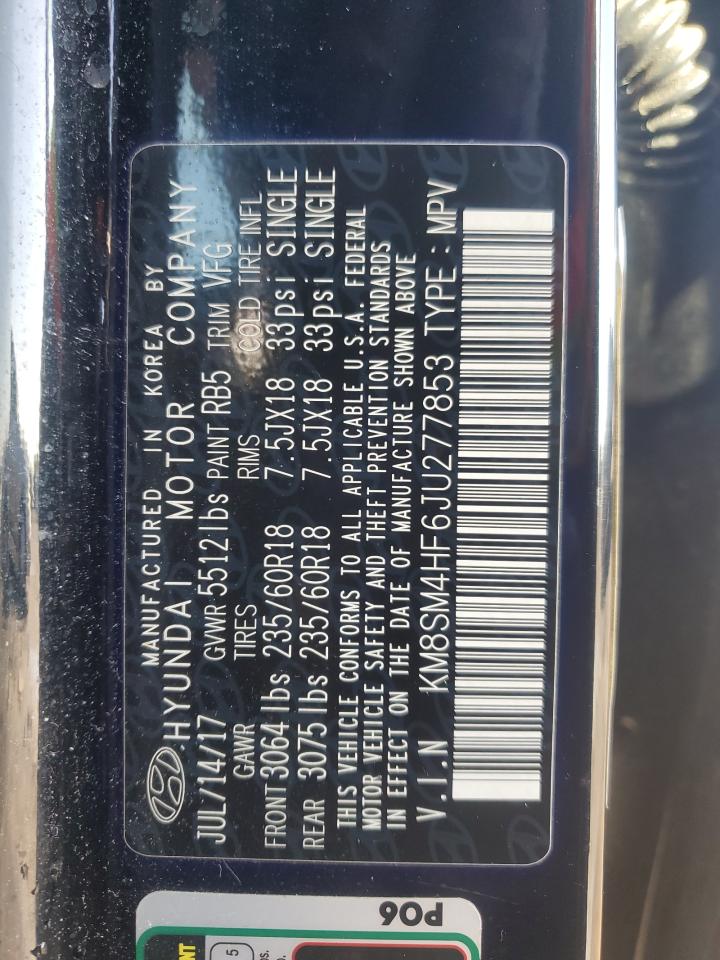 MANUFACTURED IN KOREA BY
HYUNDAI MOTOR COMPANY
JUL/14/17 GVWR 5512lbs PAINT RB5 TRIM VFG
GAWR TIRES RIMS COLD TIRE INFL
FRONT 3064lbs 235/60R18 7.5JX18 33psi SINGLE
REAR 3075lbs 235/60R18 7.5JX18 33psi SINGLE
THIS VEHICLE CONFORMS TO ALL APPLICABLE U.S.A. FEDERAL
MOTOR VEHICLE SAFETY AND THEFT PREVENTION STANDARDS
IN EFFECT ON THE DATE OF MANUFACTURE SHOWN ABOVE
V.I.N KM8SM4HF6JU277853 TYPE : MPV
P06
5